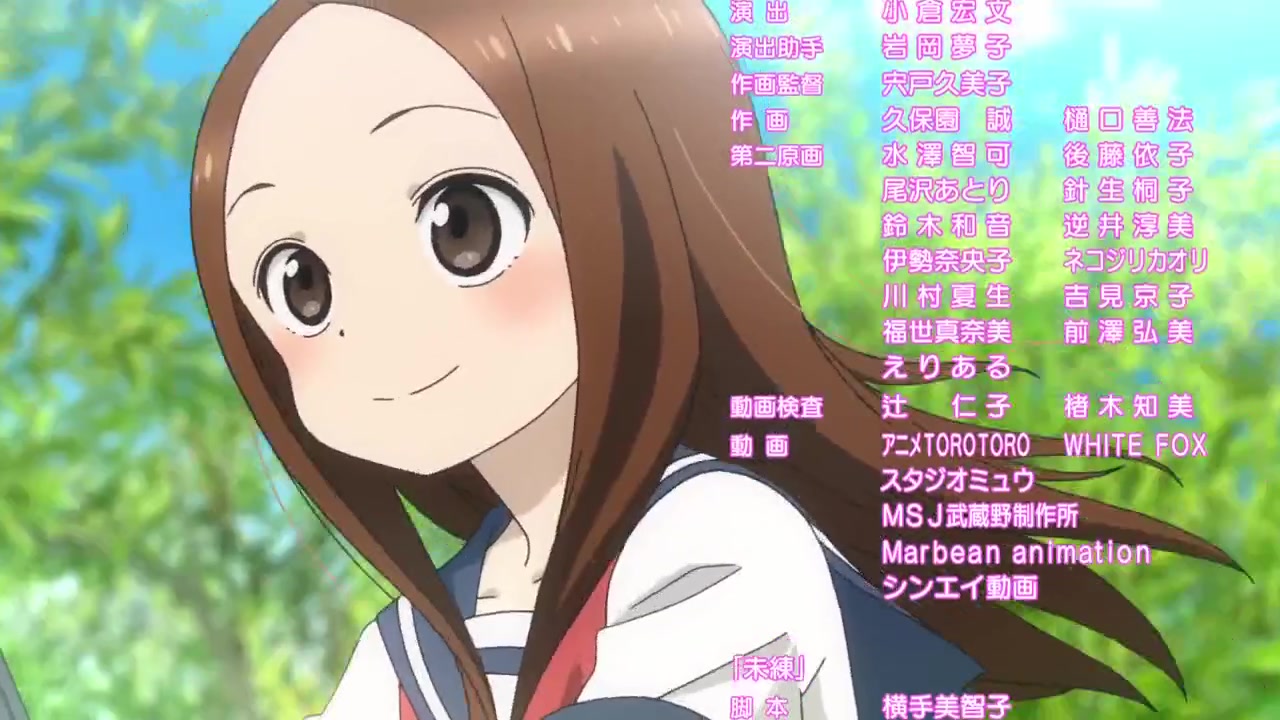 演出 小倉宏文
演出助手 岩岡夢子
作画監督 宍戸久美子
作画 久保園 誠 樋口善法
第二原画 水澤智可 後藤依子
尾沢あとり 針生桐子
鈴木和音 逆井淳美
伊勢奈央子 ネコジリカオリ
川村夏生 吉見京子
福世真奈美 前澤弘美
えりある
動画検査 辻 仁子 楮木知美
動画 アニメTOROTORO WHITE FOX
スタジオミュウ
MSJ武蔵野制作所
Marbean animation
シンエイ動画
「未練」
脚本 横手美智子